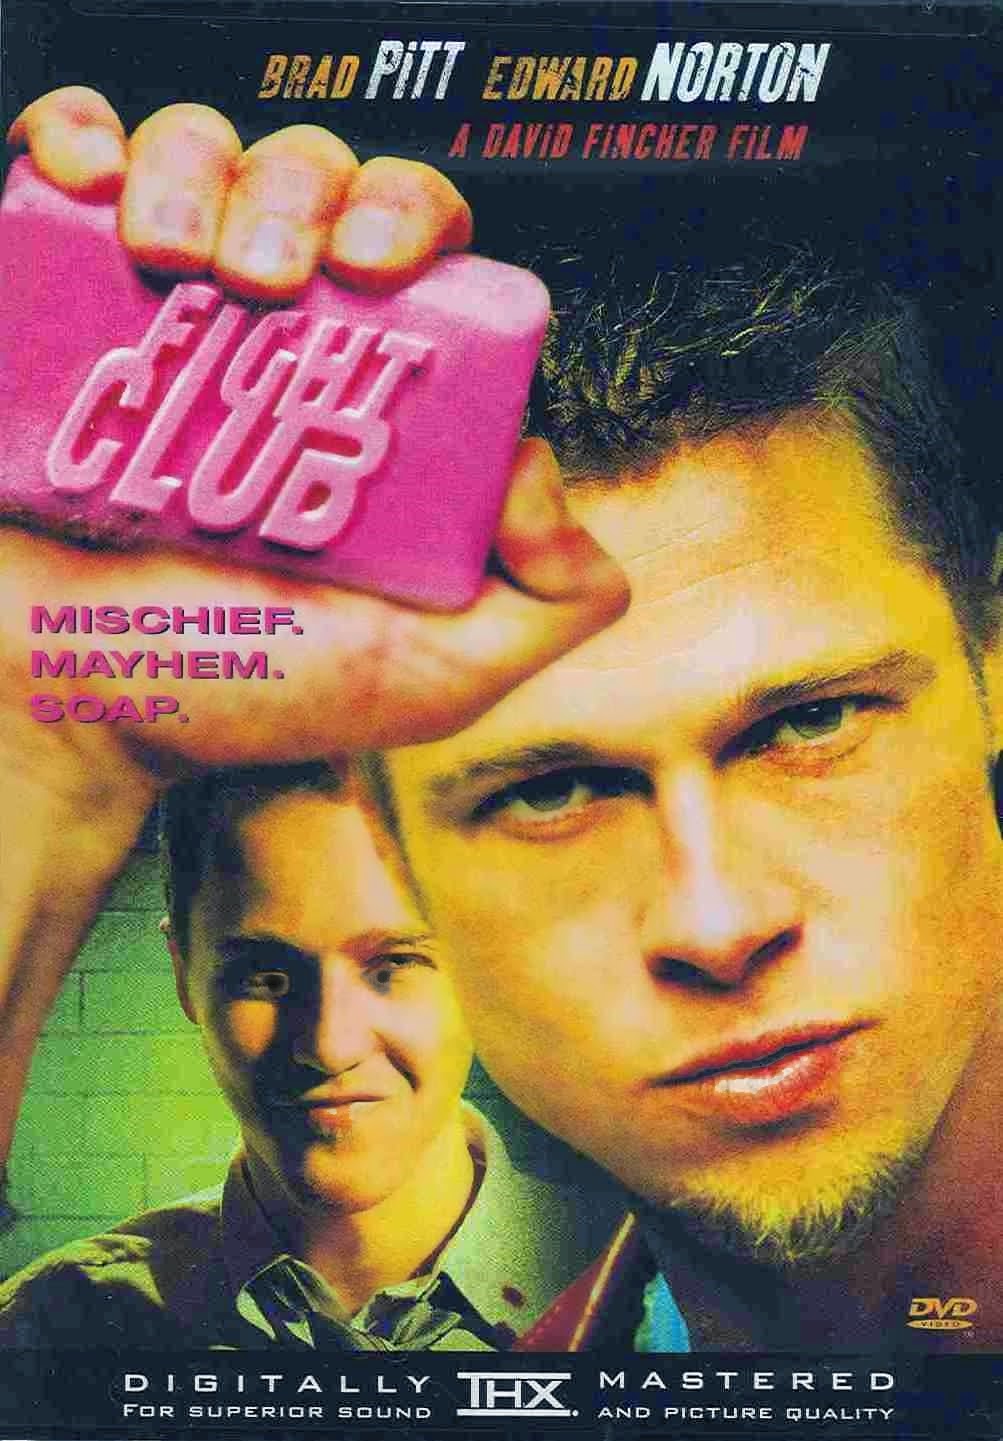 BRAD PiTT EDWARD NORTON
A DAViD FiNCHER FiLM
FIGHT
CLUB
MISCHIEF.
MAYHEM.
SOAP.
DVD
VIDEO
DIGITALLY THX. MASTERED
FOR SUPERIOR SOUND AND PICTURE QUALITY